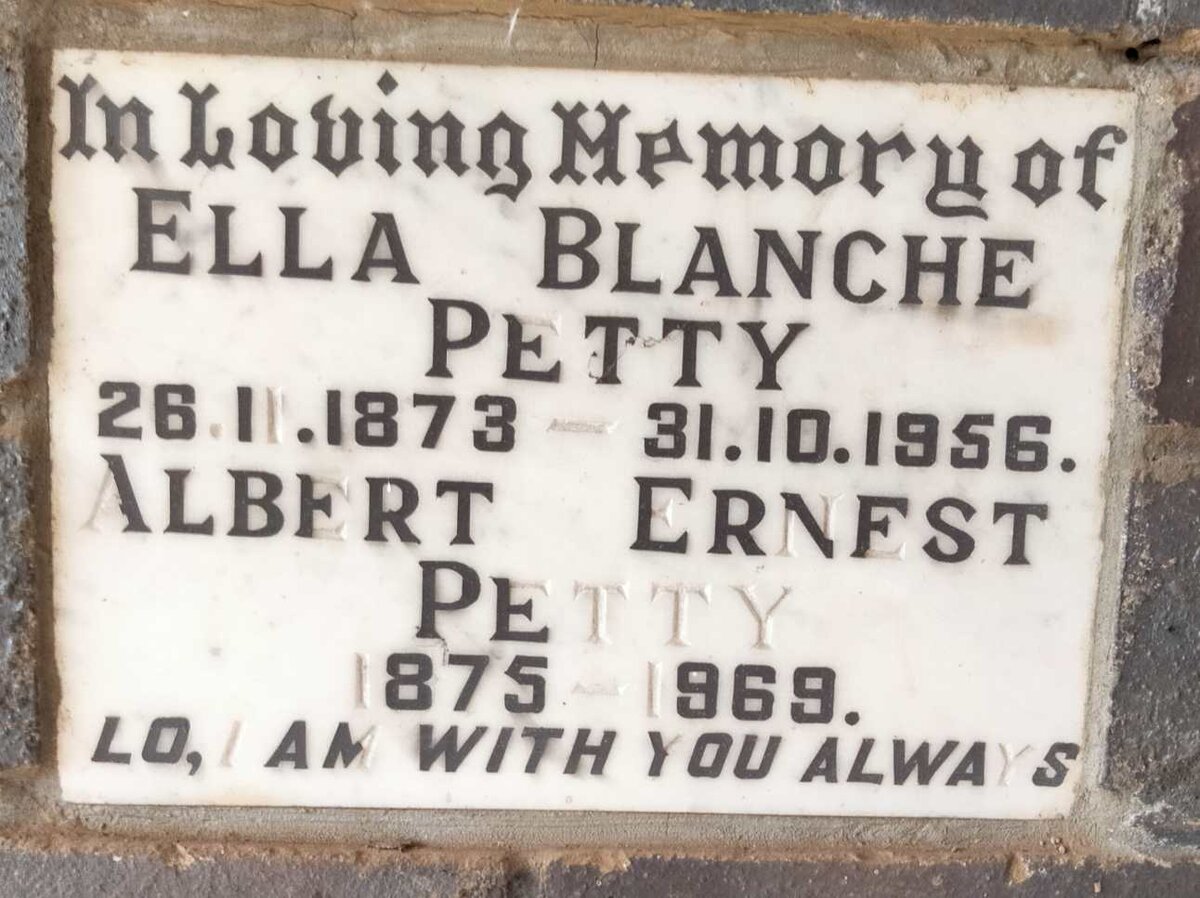 In Loving Memory of
ELLA BLANCHE
PETTY
26.11.1873 - 31.10.1956.
ALBERT ERNEST
PETTY
1875 - 1969.
LO, I AM WITH YOU ALWAYS